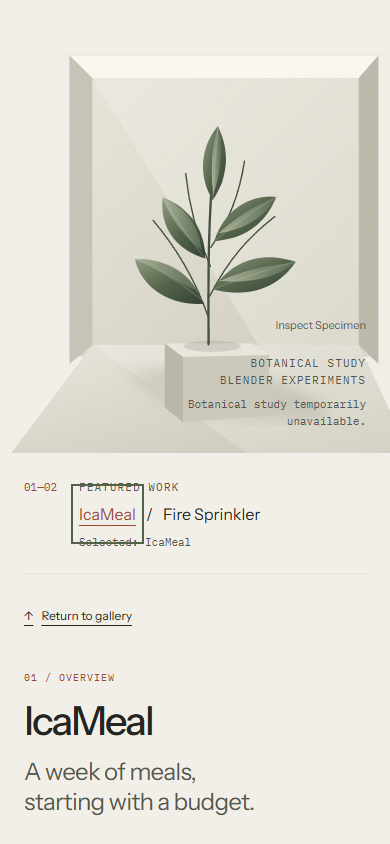 Inspect Specimen
BOTANICAL STUDY
BLENDER EXPERIMENTS
Botanical study temporarily
unavailable.
01—02 FEATURED WORK
IcaMeal / Fire Sprinkler
Selected: IcaMeal
↑ Return to gallery
01 / OVERVIEW
IcaMeal
A week of meals,
starting with a budget.